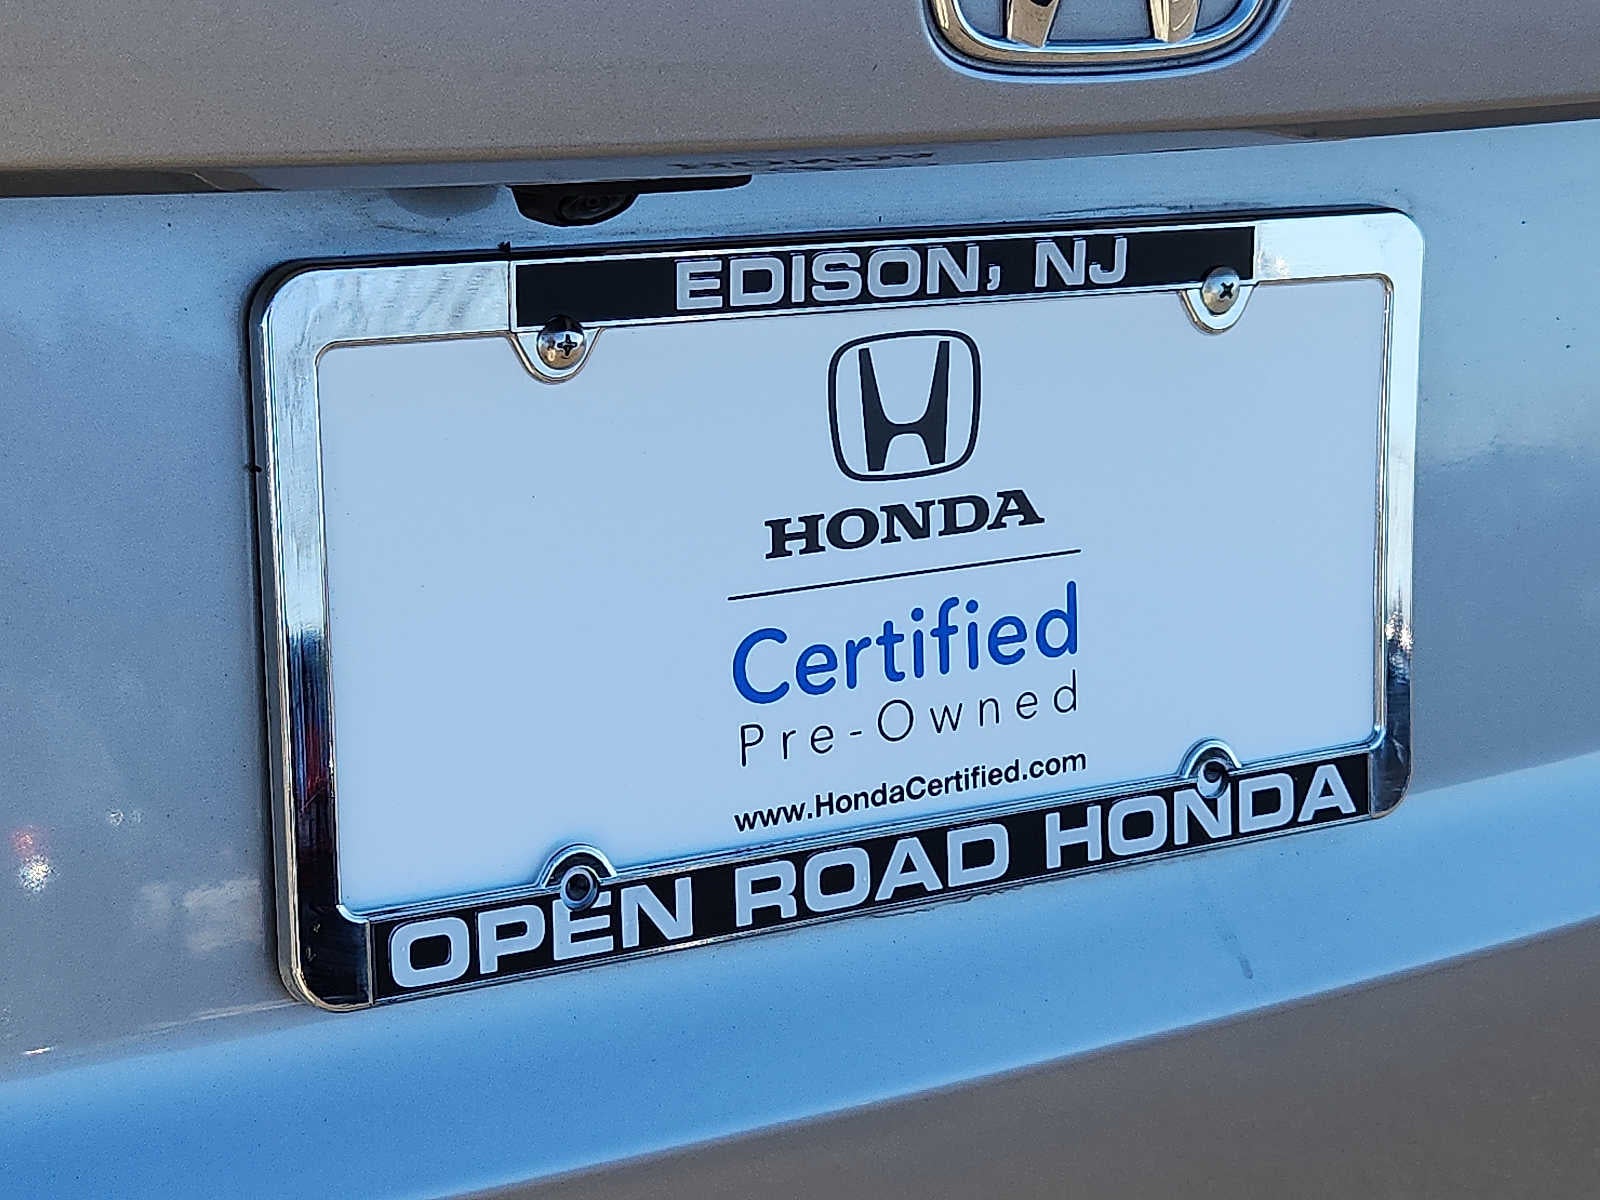 EDISON, NJ
HONDA
Certified
Pre-Owned
www.HondaCertified.com
OPEN ROAD HONDA